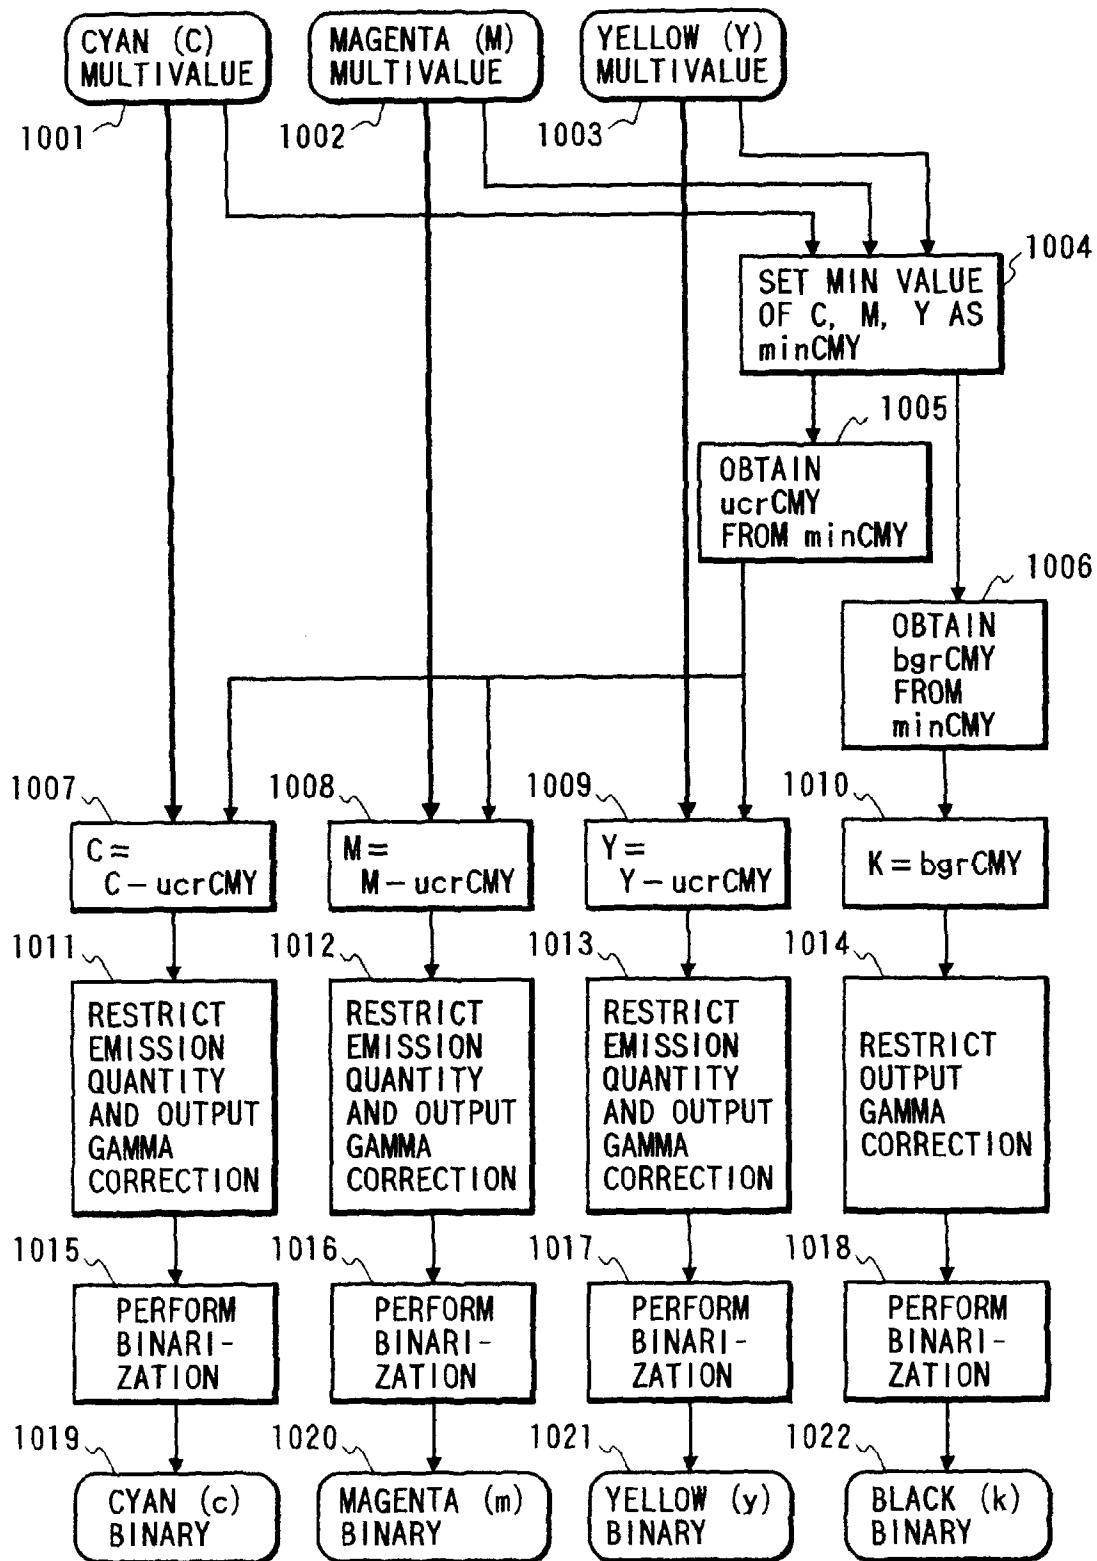 CYAN (C)
MULTIVALUE
MAGENTA (M)
MULTIVALUE
YELLOW (Y)
MULTIVALUE
1001
1002
1003
1004
SET MIN VALUE
OF C, M, Y AS
minCMY
1005
OBTAIN
ucrCMY
FROM minCMY
1006
OBTAIN
bgrCMY
FROM
minCMY
1007
1008
1009
1010
C=
C-ucrCMY
M=
M-ucrCMY
Y=
Y-ucrCMY
K=bgrCMY
1011
1012
1013
1014
RESTRICT
EMISSION
QUANTITY
AND OUTPUT
GAMMA
CORRECTION
RESTRICT
EMISSION
QUANTITY
AND OUTPUT
GAMMA
CORRECTION
RESTRICT
EMISSION
QUANTITY
AND OUTPUT
GAMMA
CORRECTION
RESTRICT
OUTPUT
GAMMA
CORRECTION
1015
1016
1017
1018
PERFORM
BINARI-
ZATION
PERFORM
BINARI-
ZATION
PERFORM
BINARI-
ZATION
PERFORM
BINARI-
ZATION
1019
1020
1021
1022
CYAN (c)
BINARY
MAGENTA (m)
BINARY
YELLOW (y)
BINARY
BLACK (k)
BINARY